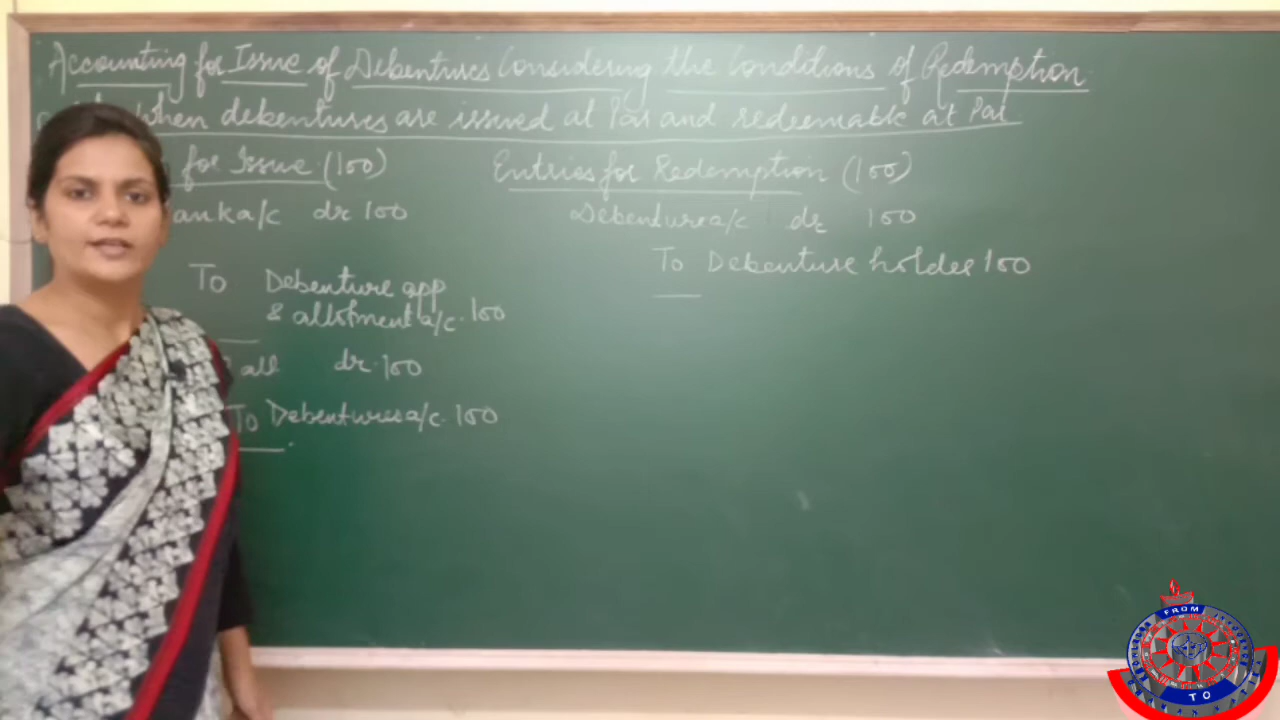 Accounting for Issue of Debentures Considering the Conditions of Redemption
When debentures are issued at Par and redeemable at Par
for Issue (100)
Entries for Redemption (100)
ank a/c dr 100
Debenture a/c dr 100
To Debenture holder 100
To Debenture app
& allotment a/c. 100
all dr. 100
To Debentures a/c. 100
FROM
TO